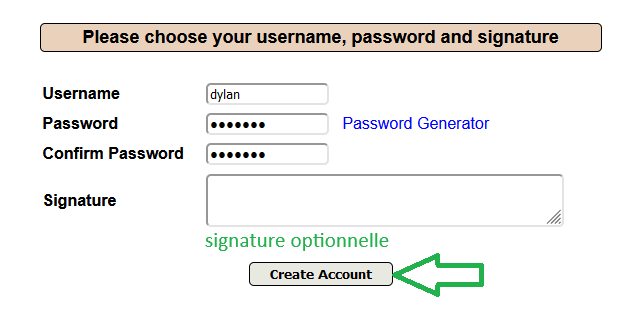 Please choose your username, password and signature
Username dylan
Password ••••••• Password Generator
Confirm Password •••••••
Signature
signature optionnelle
Create Account